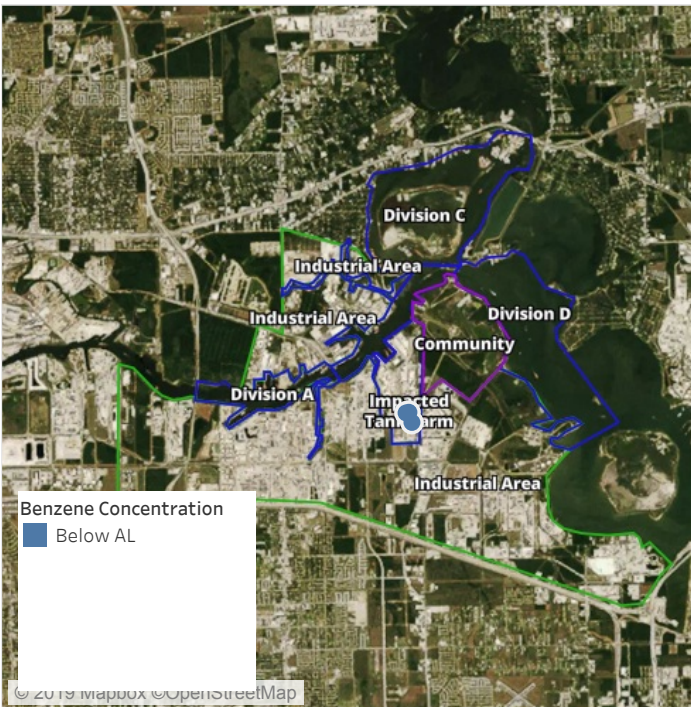 Division C
Industrial Area
Division D
Industrial Area
Community
Division A
Impacted
Tank Farm
Industrial Area
Benzene Concentration
Below AL
© 2019 Mapbox ©OpenStreetMap